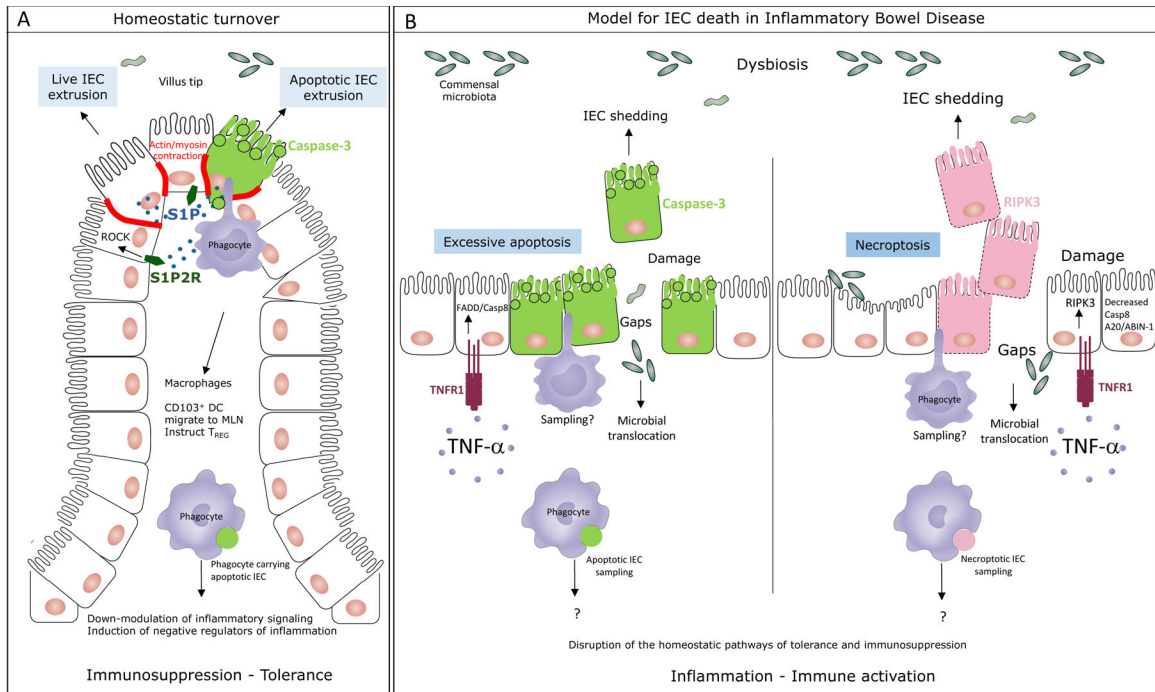 A
Homeostatic turnover
Live IEC
extrusion
Villus tip
Apoptotic IEC
extrusion
Actin/myosin
contraction
Caspase-3
S1P
ROCK
Phagocyte
S1P2R
Macrophages
CD103⁺ DC
migrate to MLN
Instruct T_REG
Phagocyte
Phagocyte carrying
apoptotic IEC
Down-modulation of inflammatory signaling
Induction of negative regulators of inflammation
Immunosuppression - Tolerance
B
Model for IEC death in Inflammatory Bowel Disease
Commensal
microbiota
Dysbiosis
IEC shedding
Caspase-3
Excessive apoptosis
Damage
FADD/Casp8
Gaps
TNFR1
Sampling?
Microbial
translocation
TNF-α
Phagocyte
Apoptotic IEC
sampling
?
IEC shedding
RIPK3
Necroptosis
Damage
RIPK3
Decreased
Casp8
A20/ABIN-1
Gaps
Phagocyte
TNFR1
Sampling?
Microbial
translocation
TNF-α
Necroptotic IEC
sampling
?
Disruption of the homeostatic pathways of tolerance and immunosuppression
Inflammation - Immune activation